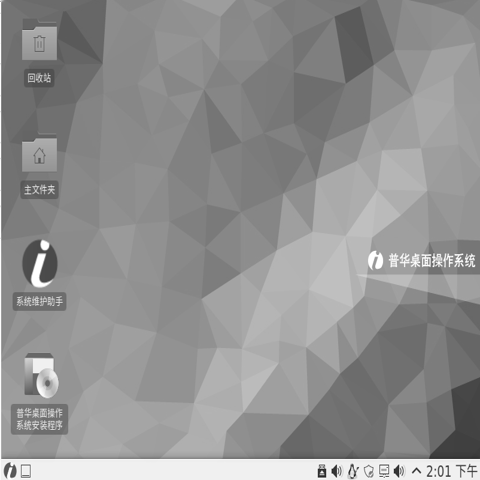 回收站
主文件夹
普华桌面操作系统
系统维护助手
普华桌面操作
系统安装程序
2:01 下午